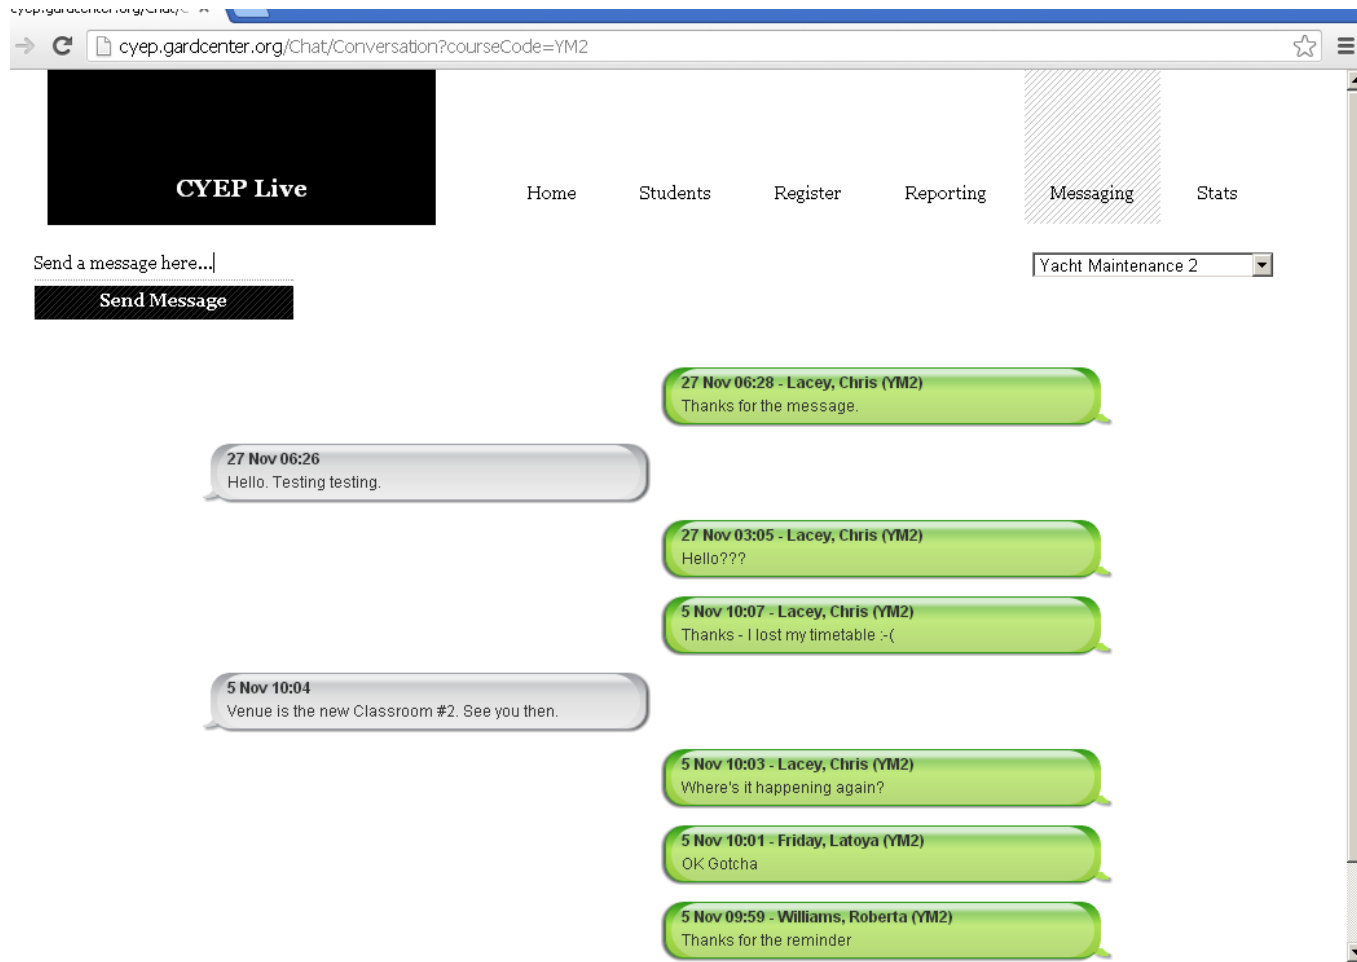 cyep.gardcenter.org/Chat/C
cyep.gardcenter.org/Chat/Conversation?courseCode=YM2
CYEP Live
Home
Students
Register
Reporting
Messaging
Stats
Send a message here...
Yacht Maintenance 2
Send Message
27 Nov 06:28 - Lacey, Chris (YM2)
Thanks for the message.
27 Nov 06:26
Hello. Testing testing.
27 Nov 03:05 - Lacey, Chris (YM2)
Hello???
5 Nov 10:07 - Lacey, Chris (YM2)
Thanks - I lost my timetable :-(
5 Nov 10:04
Venue is the new Classroom #2. See you then.
5 Nov 10:03 - Lacey, Chris (YM2)
Where's it happening again?
5 Nov 10:01 - Friday, Latoya (YM2)
OK Gotcha
5 Nov 09:59 - Williams, Roberta (YM2)
Thanks for the reminder